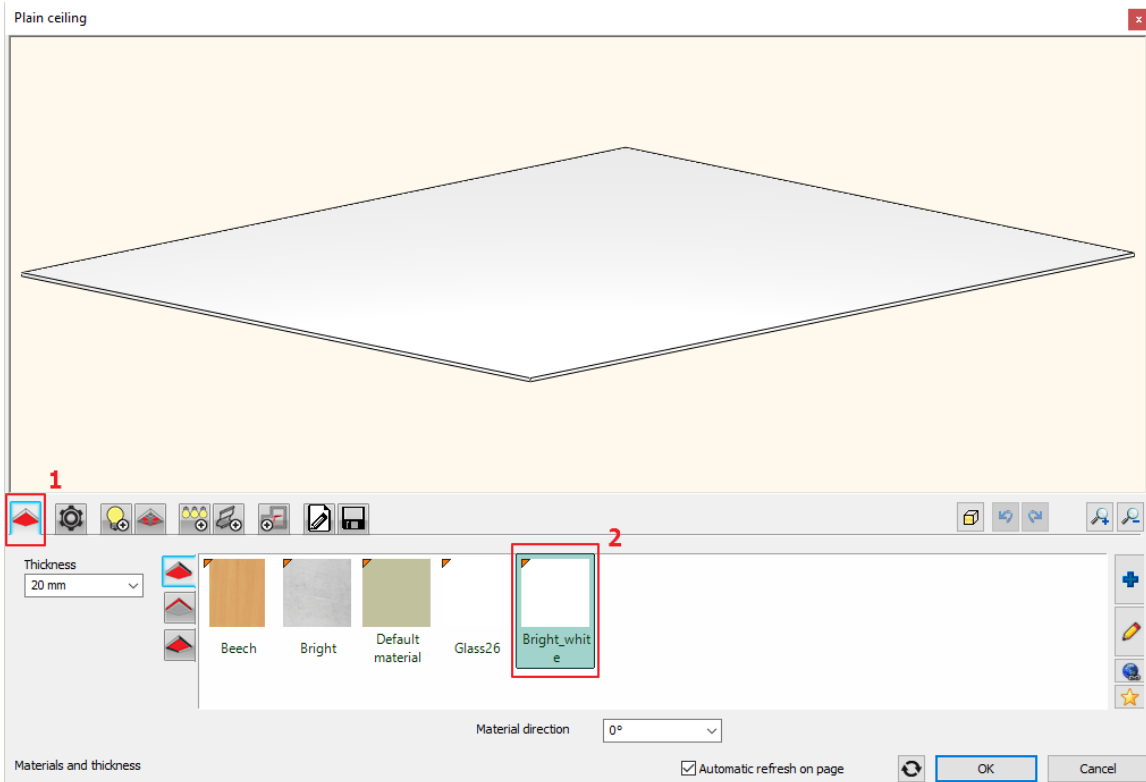 Plain ceiling
x
1
2
Thickness
20 mm
Beech
Bright
Default
material
Glass26
Bright_whit
e
Material direction
0°
Materials and thickness
Automatic refresh on page
OK
Cancel